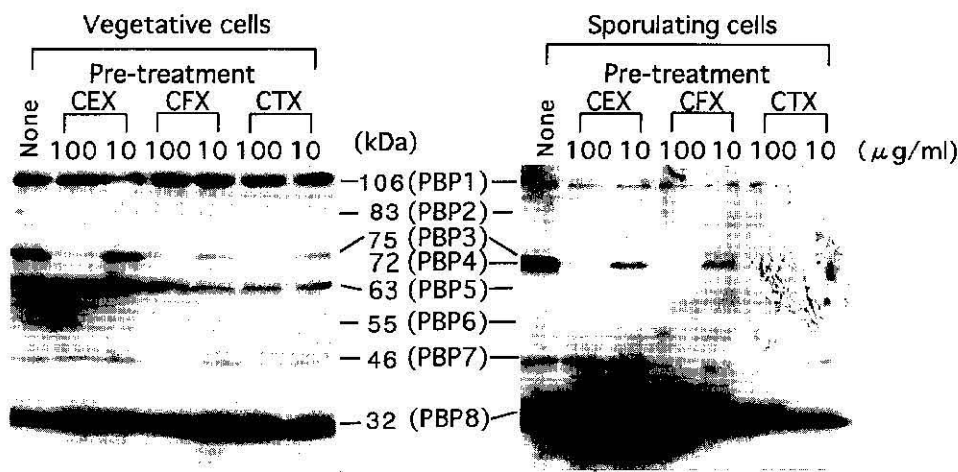 Vegetative cells
Sporulating cells
Pre-treatment
Pre-treatment
None
CEX
CFX
CTX
100 10 100 10 100 10
(kDa)
None
CEX
CFX
CTX
100 10 100 10 100 10
(μg/ml)
106 (PBP1)
83 (PBP2)
75 (PBP3)
72 (PBP4)
63 (PBP5)
55 (PBP6)
46 (PBP7)
32 (PBP8)